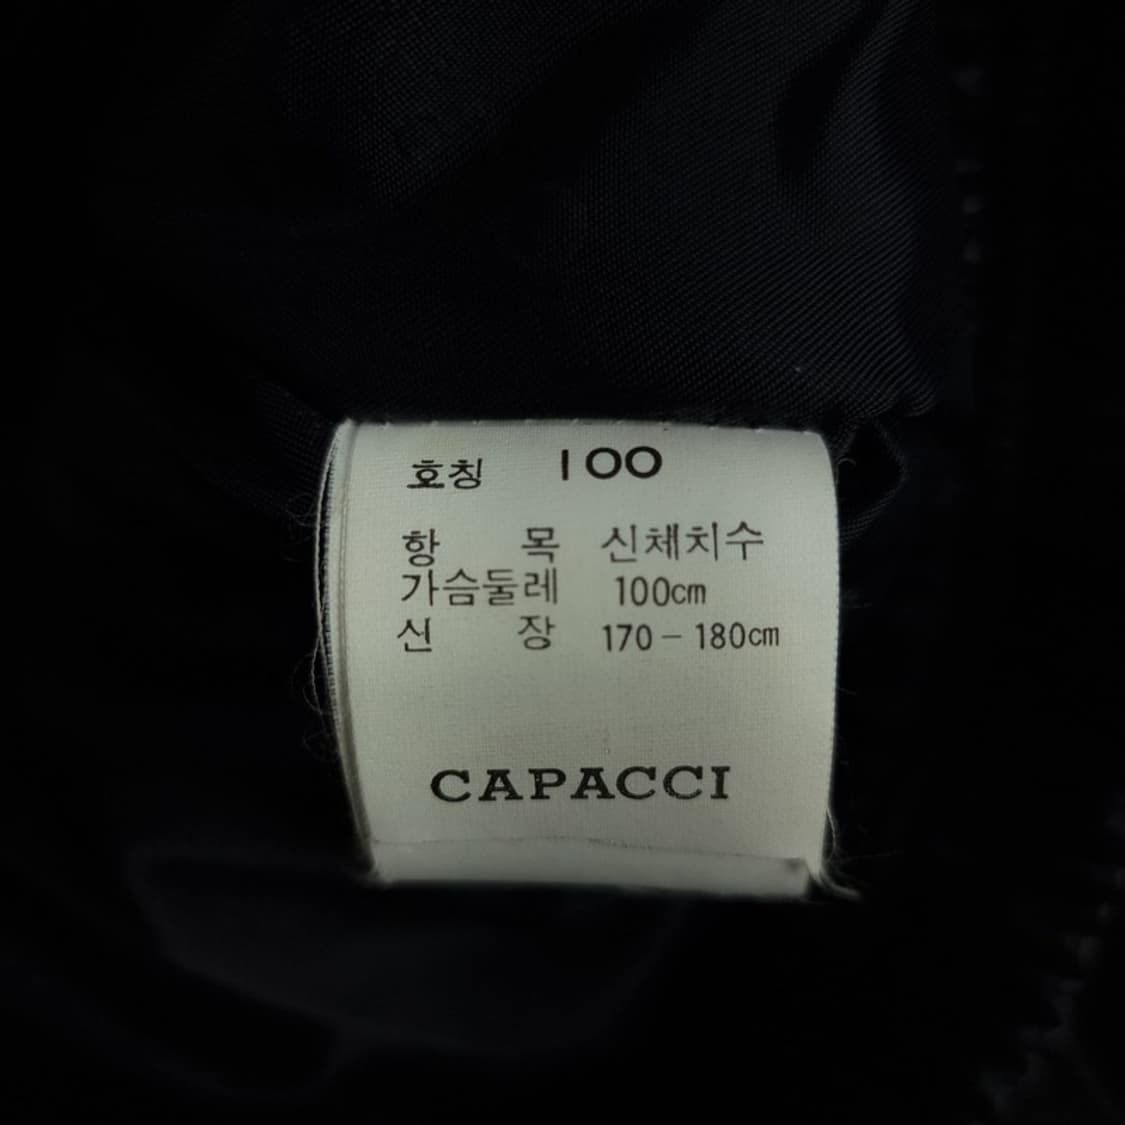 호칭 100
항 목 신체치수
가슴둘레 100cm
신 장 170-180cm
CAPACCI